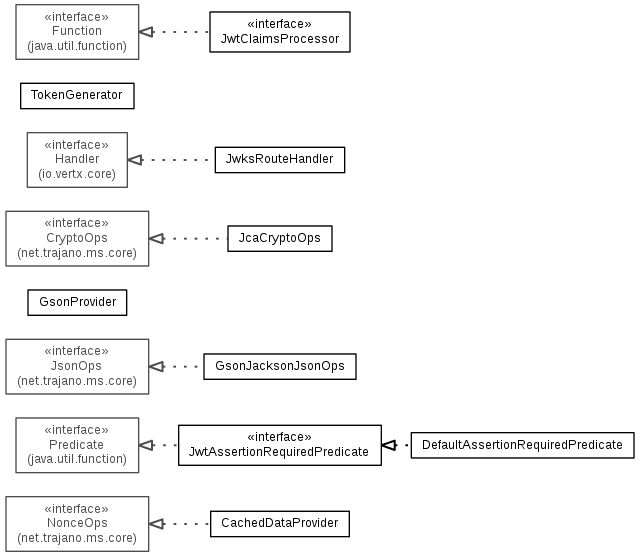 «interface»
Function
(java.util.function)
«interface»
JwtClaimsProcessor
TokenGenerator
«interface»
Handler
(io.vertx.core)
JwksRouteHandler
«interface»
CryptoOps
(net.trajano.ms.core)
JcaCryptoOps
GsonProvider
«interface»
JsonOps
(net.trajano.ms.core)
GsonJacksonJsonOps
«interface»
Predicate
(java.util.function)
«interface»
JwtAssertionRequiredPredicate
DefaultAssertionRequiredPredicate
«interface»
NonceOps
(net.trajano.ms.core)
CachedDataProvider